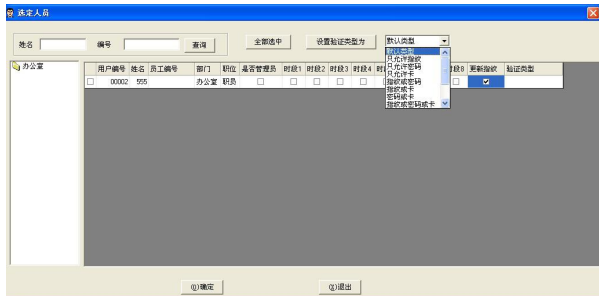 选定人员
姓名 编号 查询 全部选中 设置验证类型为 默认类型
默认类型
只允许指纹
只允许密码
只允许卡
指纹或密码
指纹或卡
密码或卡
指纹或密码或卡
办公室
用户编号 姓名 员工编号 部门 职位 是否管理员 时段1 时段2 时段3 时段4 时 时段8 更新指纹 验证类型
00002 555 办公室 职员
(O)确定 (X)退出